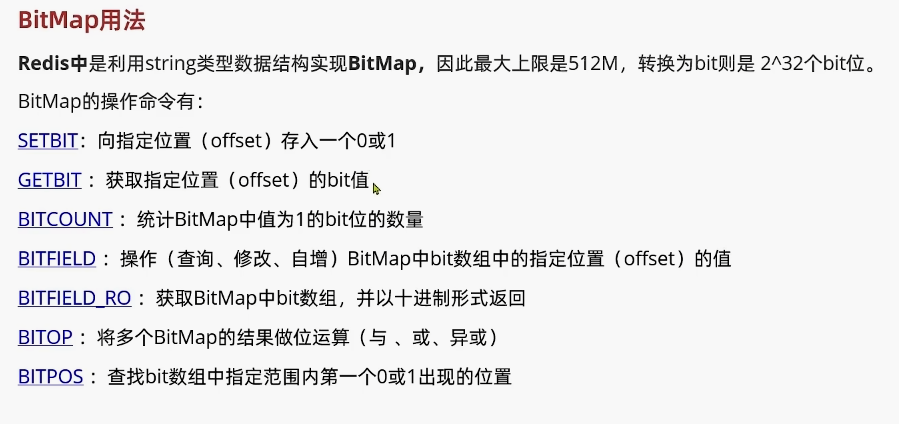 BitMap用法
Redis中是利用string类型数据结构实现BitMap，因此最大上限是512M，转换为bit则是 2^32个bit位。
BitMap的操作命令有：
SETBIT：向指定位置（offset）存入一个0或1
GETBIT ：获取指定位置（offset）的bit值
BITCOUNT ：统计BitMap中值为1的bit位的数量
BITFIELD ：操作（查询、修改、自增）BitMap中bit数组中的指定位置（offset）的值
BITFIELD_RO ：获取BitMap中bit数组，并以十进制形式返回
BITOP ：将多个BitMap的结果做位运算（与 、或、异或）
BITPOS ：查找bit数组中指定范围内第一个0或1出现的位置